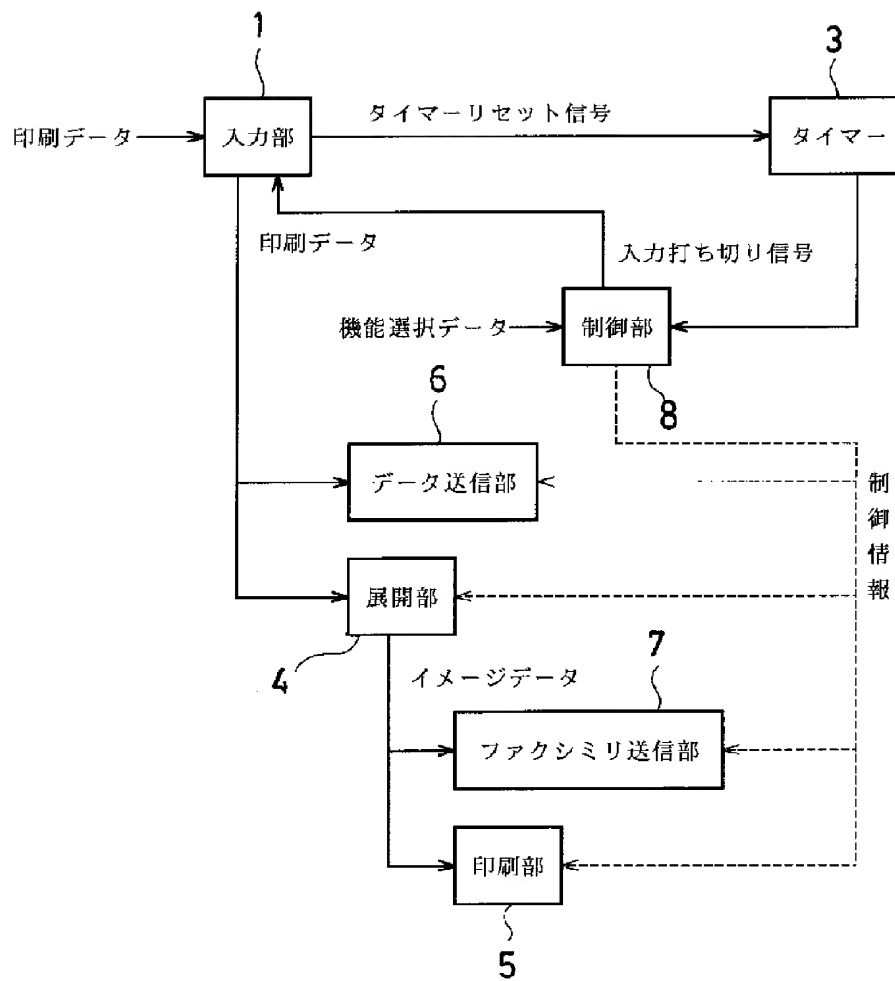 1
3
印刷データ
入力部
タイマーリセット信号
タイマー
印刷データ
入力打ち切り信号
機能選択データ
制御部
8
6
データ送信部
制御情報
展開部
4
イメージデータ
7
ファクシミリ送信部
印刷部
5